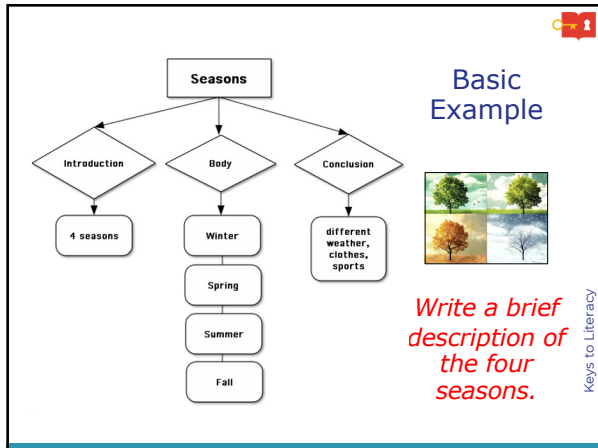 Seasons
Introduction
Body
Conclusion
4 seasons
Winter
Spring
Summer
Fall
different
weather,
clothes,
sports
Basic
Example
Write a brief
description of
the four
seasons.
Keys to Literacy